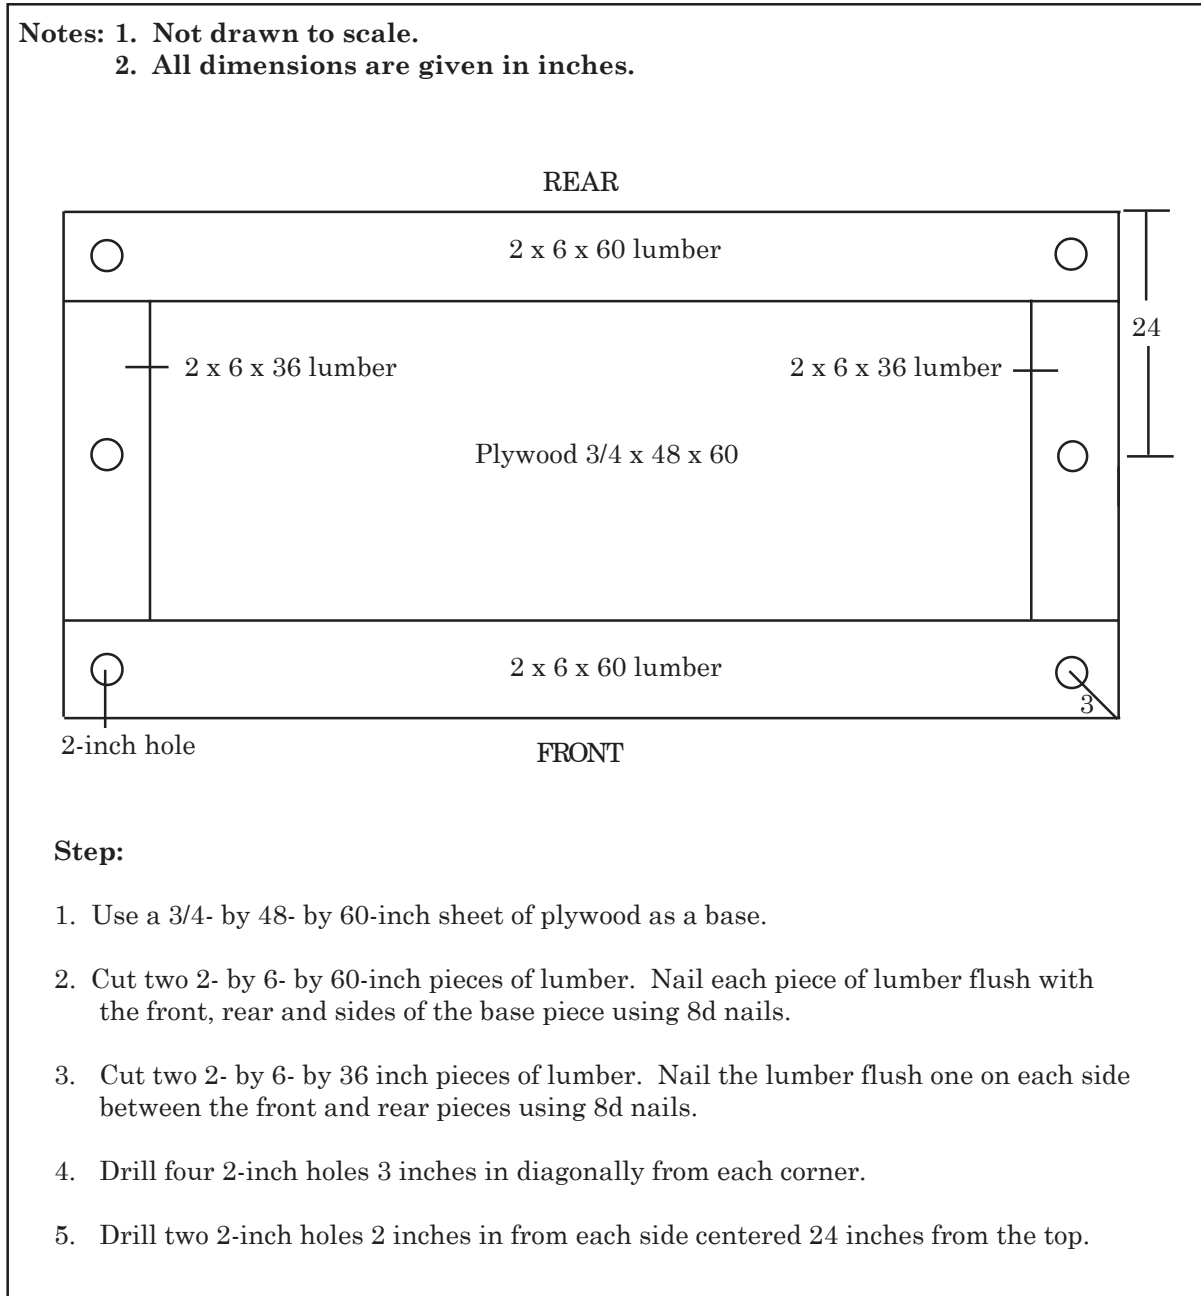 Notes: 1. Not drawn to scale.
2. All dimensions are given in inches.
REAR
2 x 6 x 60 lumber
24
2 x 6 x 36 lumber
2 x 6 x 36 lumber
Plywood 3/4 x 48 x 60
2 x 6 x 60 lumber
3
2-inch hole
FRONT
Step:
1. Use a 3/4- by 48- by 60-inch sheet of plywood as a base.
2. Cut two 2- by 6- by 60-inch pieces of lumber. Nail each piece of lumber flush with
the front, rear and sides of the base piece using 8d nails.
3. Cut two 2- by 6- by 36 inch pieces of lumber. Nail the lumber flush one on each side
between the front and rear pieces using 8d nails.
4. Drill four 2-inch holes 3 inches in diagonally from each corner.
5. Drill two 2-inch holes 2 inches in from each side centered 24 inches from the top.